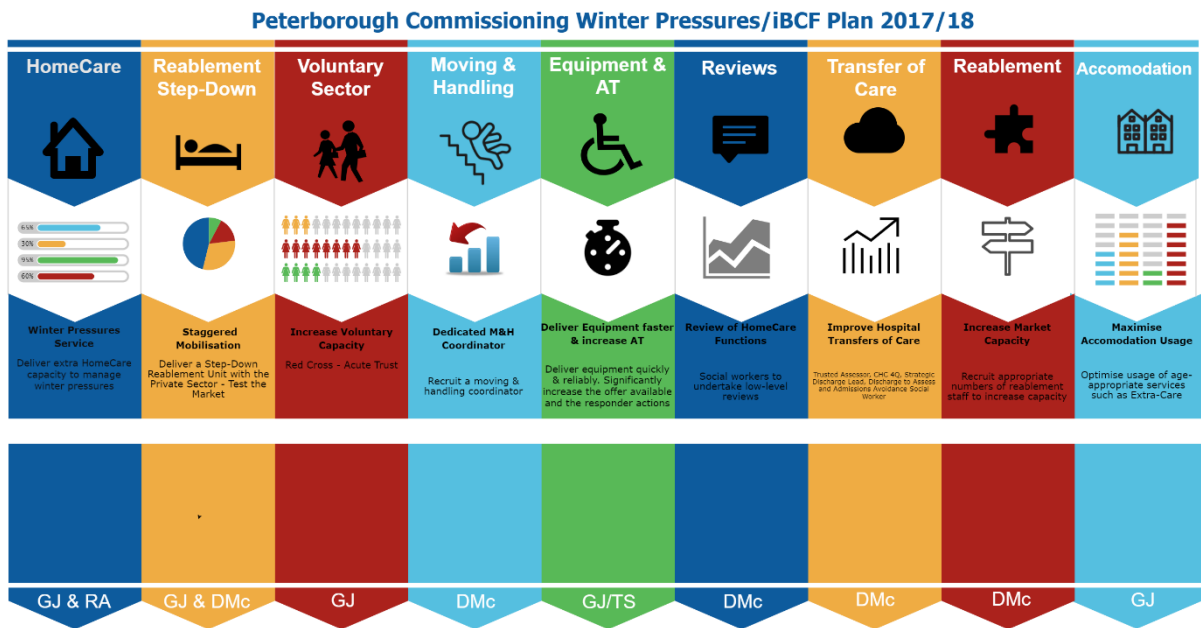 Peterborough Commissioning Winter Pressures/iBCF Plan 2017/18
HomeCare
Reablement
Step-Down
Voluntary
Sector
Moving &
Handling
Equipment &
AT
Reviews
Transfer of
Care
Reablement
Accomodation
65%
30%
95%
60%
Winter Pressures
Service
Deliver extra HomeCare
capacity to manage
winter pressures
Staggered
Mobilisation
Deliver a Step-Down
Reablement Unit with the
Private Sector - Test the
Market
Increase Voluntary
Capacity
Red Cross - Acute Trust
Dedicated M&H
Coordinator
Recruit a moving &
handling coordinator
Deliver Equipment faster
& increase AT
Deliver equipment quickly
& reliably. Significantly
increase the offer available
and the responder actions
Review of HomeCare
Functions
Social workers to
undertake low-level
reviews
Improve Hospital
Transfers of Care
Trusted Assessor, CHC 4Q, Strategic
Discharge Lead, Discharge to Assess
and Admissions Avoidance Social
Worker
Increase Market
Capacity
Recruit appropriate
numbers of reablement
staff to increase capacity
Maximise
Accomodation Usage
Optimise usage of age-
appropriate services
such as Extra-Care
GJ & RA
GJ & DMc
GJ
DMc
GJ/TS
DMc
DMc
DMc
GJ